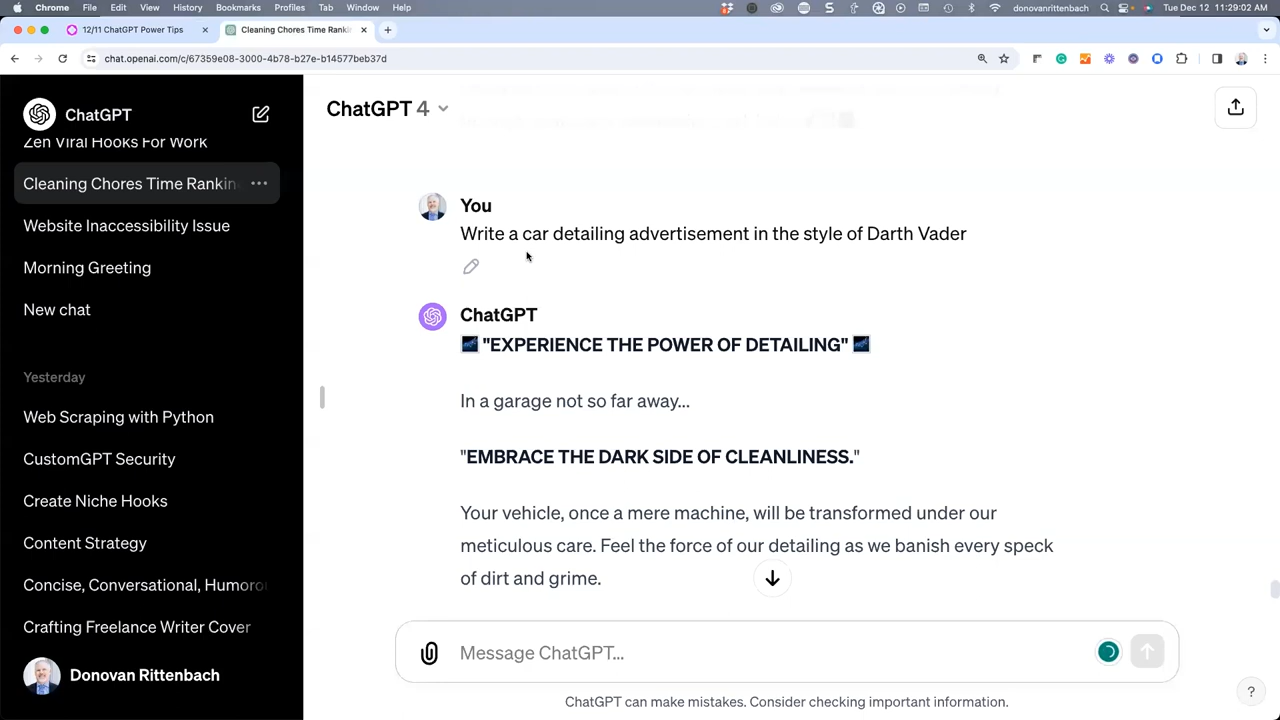 History Bookmarks Profiles Tab Window Help donovanrittenbach Tue Dec 12 11:29:02 AM
12/11 ChatGPT Power Tips
Cleaning Chores Time Ranki
chat.openai.com/c/67359e08-3000-4b78-b27e-b14577beb37d
ChatGPT
Zen Viral Hooks For Work
Cleaning Chores Time Rankin
Website Inaccessibility Issue
Morning Greeting
New chat
Yesterday
Web Scraping with Python
CustomGPT Security
Create Niche Hooks
Content Strategy
Concise, Conversational, Humoro
Crafting Freelance Writer Cover
Donovan Rittenbach
ChatGPT 4
You
Write a car detailing advertisement in the style of Darth Vader
ChatGPT
"EXPERIENCE THE POWER OF DETAILING"
In a garage not so far away...
"EMBRACE THE DARK SIDE OF CLEANLINESS."
Your vehicle, once a mere machine, will be transformed under our
meticulous care. Feel the force of our detailing as we banish every speck
of dirt and grime.
Message ChatGPT...
ChatGPT can make mistakes. Consider checking important information.
?